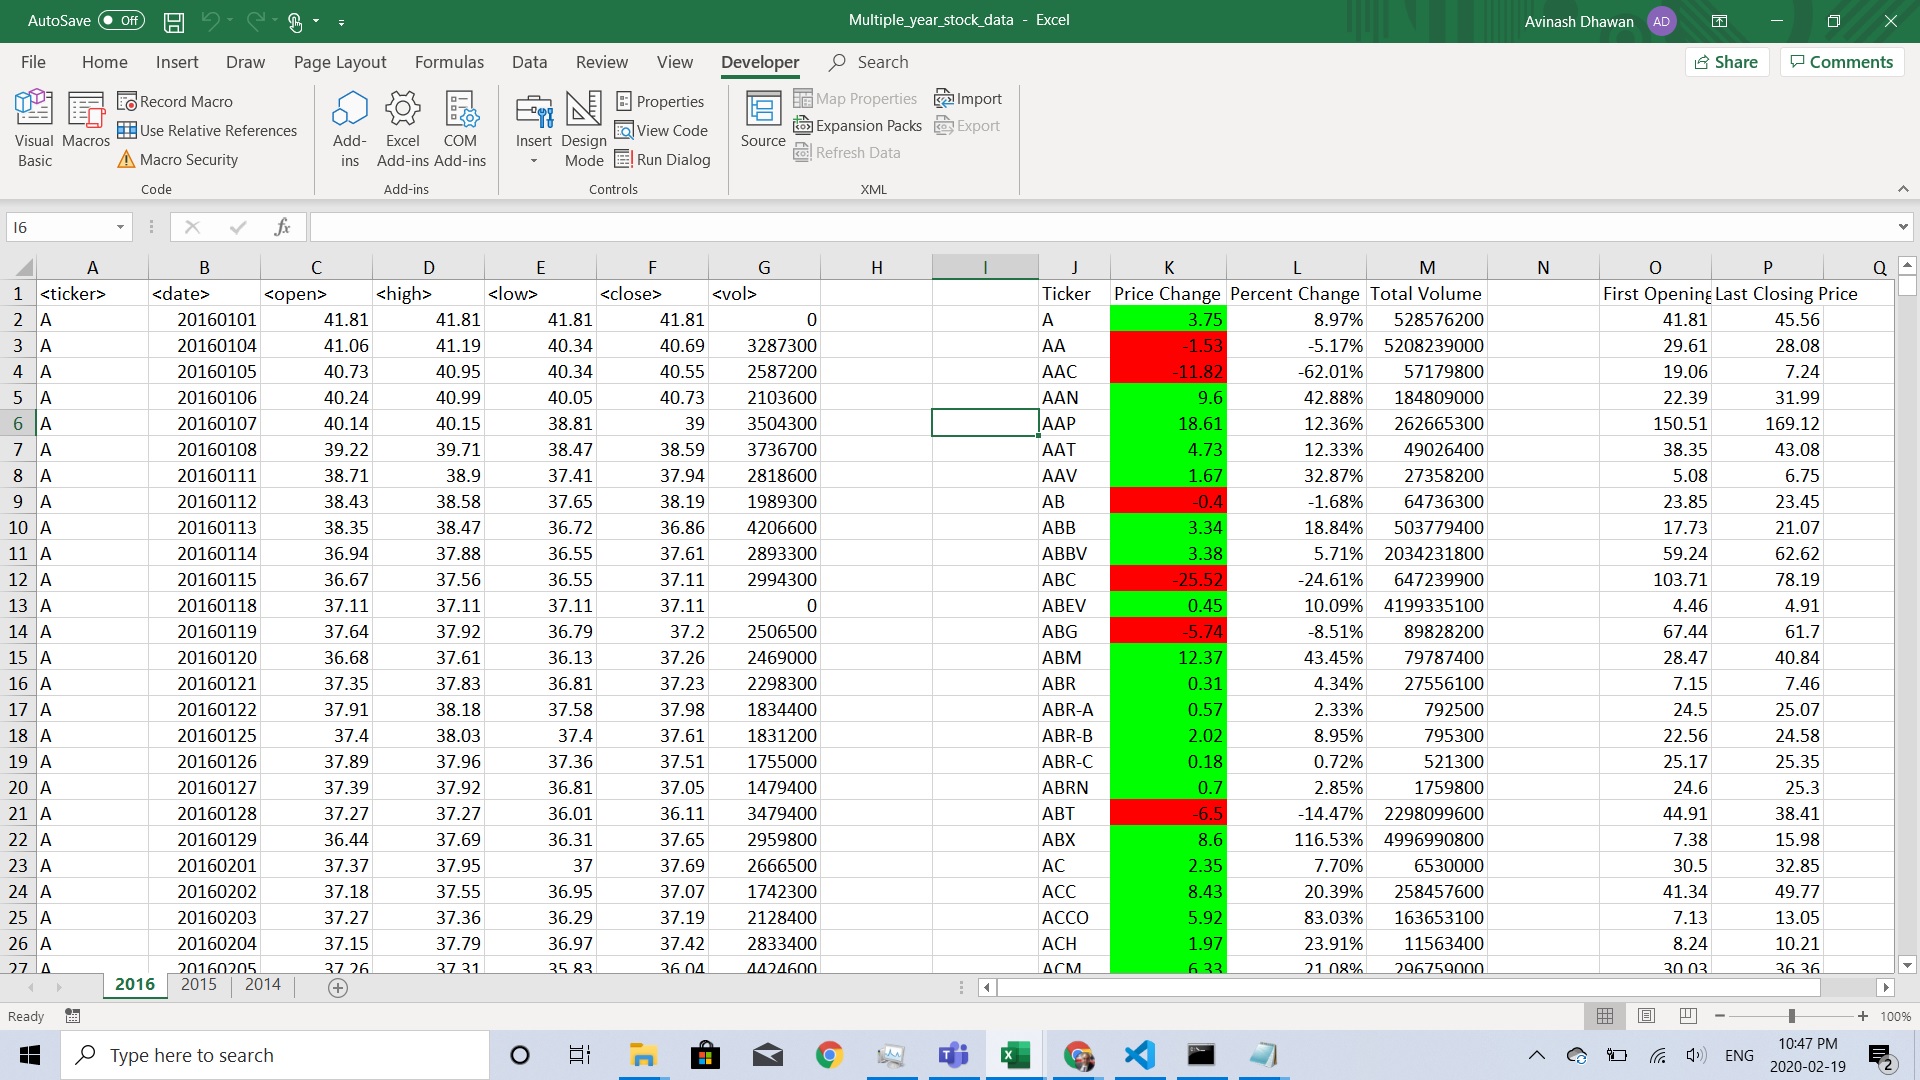 AutoSave Off Multiple_year_stock_data - Excel Avinash Dhawan AD
File Home Insert Draw Page Layout Formulas Data Review View Developer Search Share Comments
Visual Basic
Macros
Record Macro
Use Relative References
Macro Security
Code
Add-ins
Excel Add-ins
COM Add-ins
Add-ins
Insert
Design Mode
Properties
View Code
Run Dialog
Controls
Source
Map Properties
Expansion Packs
Refresh Data
Import
Export
XML
I6 fx
A B C D E F G H I J K L M N O P Q
1 <ticker> <date> <open> <high> <low> <close> <vol> Ticker Price Change Percent Change Total Volume First Opening Last Closing Price
2 A 20160101 41.81 41.81 41.81 41.81 0 A 3.75 8.97% 528576200 41.81 45.56
3 A 20160104 41.06 41.19 40.34 40.69 3287300 AA -1.53 -5.17% 5208239000 29.61 28.08
4 A 20160105 40.73 40.95 40.34 40.55 2587200 AAC -11.82 -62.01% 57179800 19.06 7.24
5 A 20160106 40.24 40.99 40.05 40.73 2103600 AAN 9.6 42.88% 184809000 22.39 31.99
6 A 20160107 40.14 40.15 38.81 39 3504300 AAP 18.61 12.36% 262665300 150.51 169.12
7 A 20160108 39.22 39.71 38.47 38.59 3736700 AAT 4.73 12.33% 49026400 38.35 43.08
8 A 20160111 38.71 38.9 37.41 37.94 2818600 AAV 1.67 32.87% 27358200 5.08 6.75
9 A 20160112 38.43 38.58 37.65 38.19 1989300 AB -0.4 -1.68% 64736300 23.85 23.45
10 A 20160113 38.35 38.47 36.72 36.86 4206600 ABB 3.34 18.84% 503779400 17.73 21.07
11 A 20160114 36.94 37.88 36.55 37.61 2893300 ABBV 3.38 5.71% 2034231800 59.24 62.62
12 A 20160115 36.67 37.56 36.55 37.11 2994300 ABC -25.52 -24.61% 647239900 103.71 78.19
13 A 20160118 37.11 37.11 37.11 37.11 0 ABEV 0.45 10.09% 4199335100 4.46 4.91
14 A 20160119 37.64 37.92 36.79 37.2 2506500 ABG -5.74 -8.51% 89828200 67.44 61.7
15 A 20160120 36.68 37.61 36.13 37.26 2469000 ABM 12.37 43.45% 79787400 28.47 40.84
16 A 20160121 37.35 37.83 36.81 37.23 2298300 ABR 0.31 4.34% 27556100 7.15 7.46
17 A 20160122 37.91 38.18 37.58 37.98 1834400 ABR-A 0.57 2.33% 792500 24.5 25.07
18 A 20160125 37.4 38.03 37.4 37.61 1831200 ABR-B 2.02 8.95% 795300 22.56 24.58
19 A 20160126 37.89 37.96 37.36 37.51 1755000 ABR-C 0.18 0.72% 521300 25.17 25.35
20 A 20160127 37.39 37.92 36.81 37.05 1479400 ABRN 0.7 2.85% 1759800 24.6 25.3
21 A 20160128 37.27 37.27 36.01 36.11 3479400 ABT -6.5 -14.47% 2298099600 44.91 38.41
22 A 20160129 36.44 37.69 36.31 37.65 2959800 ABX 8.6 116.53% 4996990800 7.38 15.98
23 A 20160201 37.37 37.95 37 37.69 2666500 AC 2.35 7.70% 6530000 30.5 32.85
24 A 20160202 37.18 37.55 36.95 37.07 1742300 ACC 8.43 20.39% 258457600 41.34 49.77
25 A 20160203 37.27 37.36 36.29 37.19 2128400 ACCO 5.92 83.03% 163653100 7.13 13.05
26 A 20160204 37.15 37.79 36.97 37.42 2833400 ACH 1.97 23.91% 11563400 8.24 10.21
27 A 20160205 37.26 37.31 35.83 36.04 4424600 ACM 6.33 21.08% 296759000 30.03 36.36
2016 2015 2014
Ready 100%
Type here to search ENG 10:47 PM
2020-02-19 2